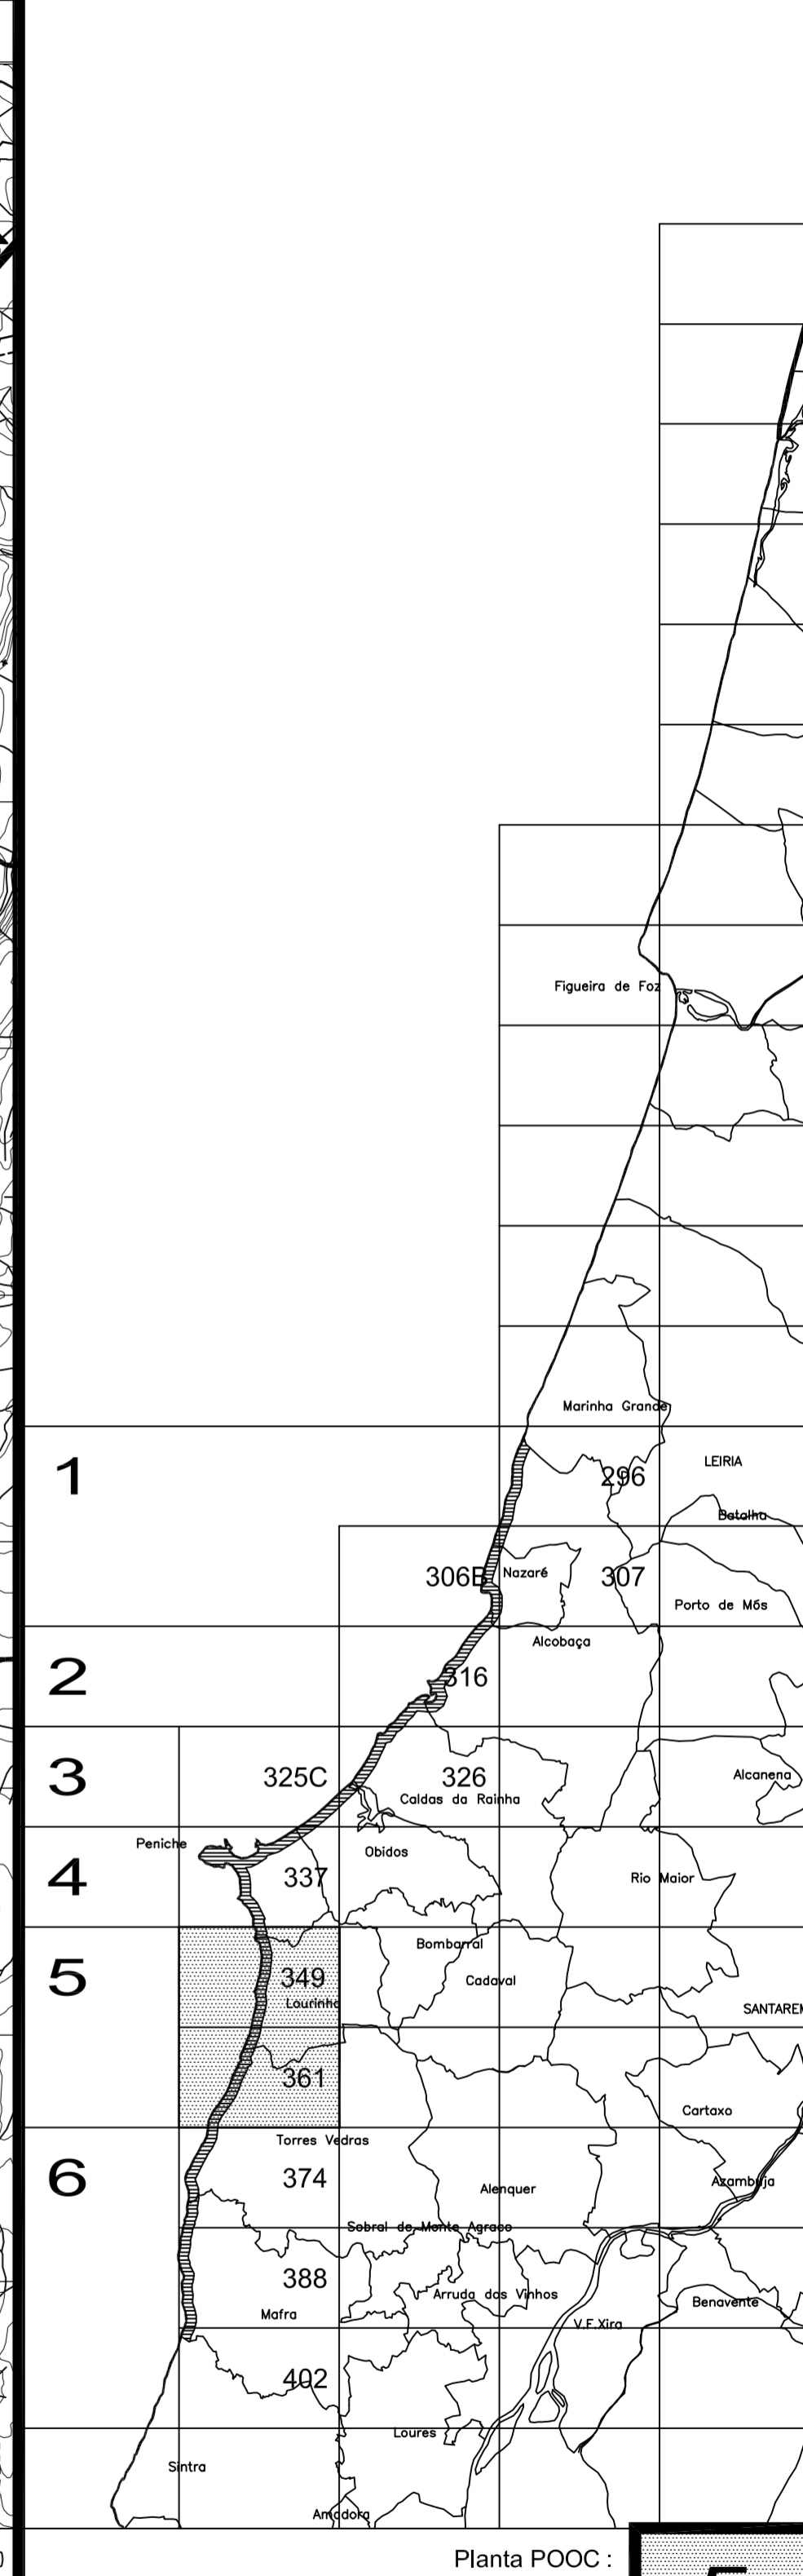 Figueira de Foz
Marinha Grande
1
296
LEIRIA
Batalha
306B
Nazaré
307
Porto de Mós
Alcobaça
2
316
3
325C
326
Alcanena
Caldas da Rainha
Peniche
Obidos
4
337
Rio Maior
Bombarral
5
349
Cadaval
Lourinha
SANTAREM
361
Cartaxo
Torres Vedras
6
374
Alenquer
Azambuja
Sobral de Monte Agraco
388
Arruda dos Vinhos
Benavente
Mafra
V.F.Xira
402
Loures
Sintra
Amadora
Planta POOC :